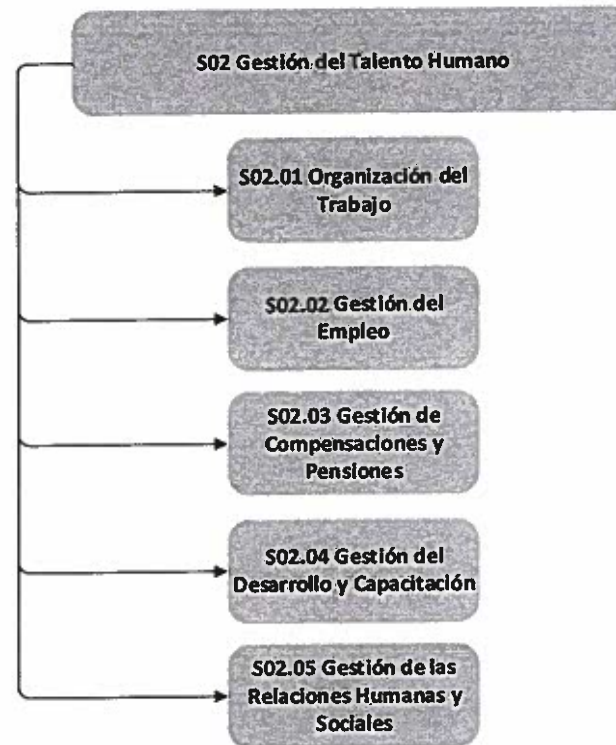 S02 Gestión del Talento Humano
S02.01 Organización del
Trabajo
S02.02 Gestión del
Empleo
S02.03 Gestión de
Compensaciones y
Pensiones
S02.04 Gestión del
Desarrollo y Capacitación
S02.05 Gestión de las
Relaciones Humanas y
Sociales